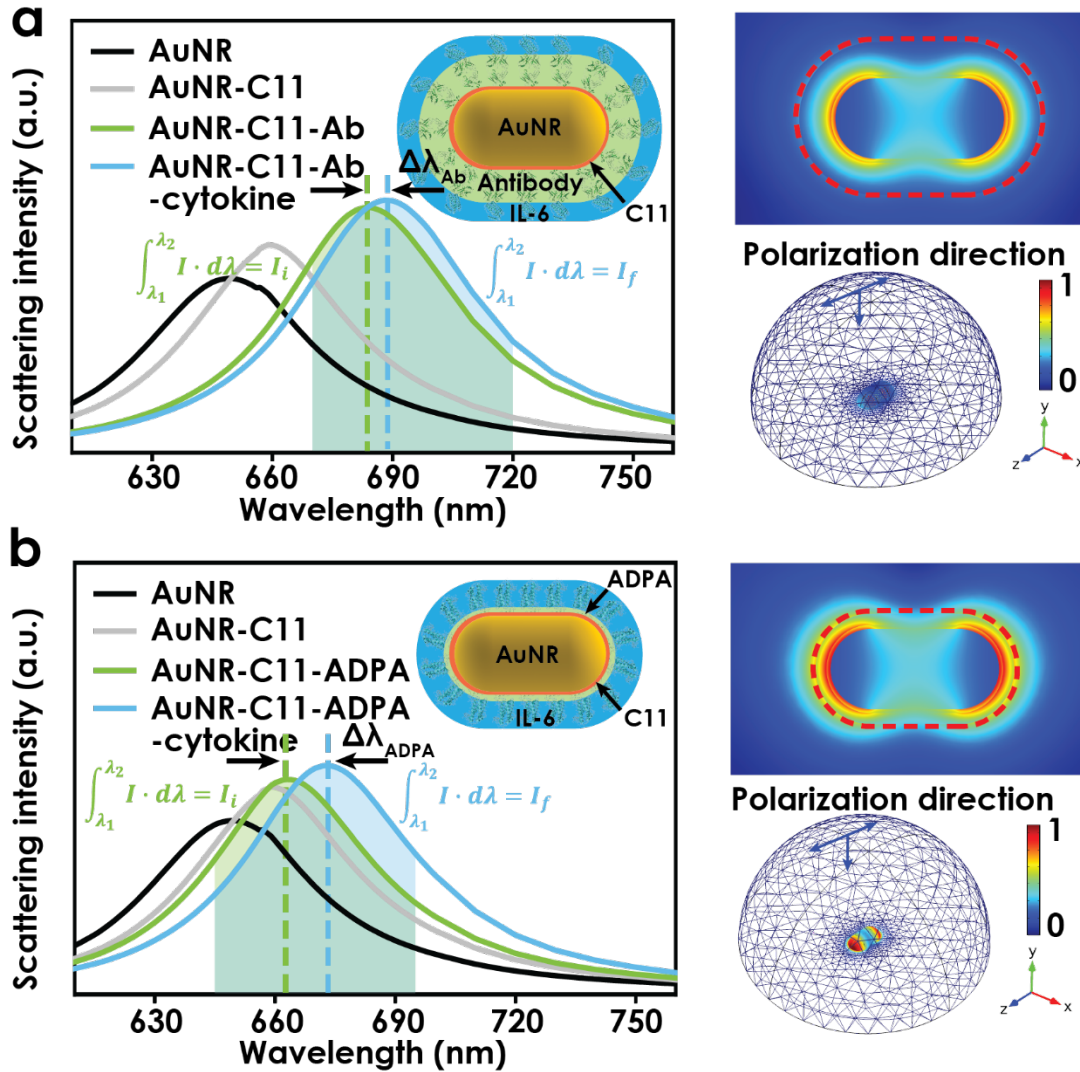 a
Scattering intensity (a.u.)
AuNR
AuNR-C11
AuNR-C11-Ab
AuNR-C11-Ab
-cytokine
Δλ_Ab
∫_λ₁^λ₂ I · dλ = I_i
∫_λ₁^λ₂ I · dλ = I_f
AuNR
Antibody
IL-6
C11
630 660 690 720 750
Wavelength (nm)
Polarization direction
1
0
y
z
x
b
Scattering intensity (a.u.)
AuNR
AuNR-C11
AuNR-C11-ADPA
AuNR-C11-ADPA
-cytokine
Δλ_ADPA
∫_λ₁^λ₂ I · dλ = I_i
∫_λ₁^λ₂ I · dλ = I_f
ADPA
AuNR
IL-6
C11
630 660 690 720 750
Wavelength (nm)
Polarization direction
1
0
y
z
x